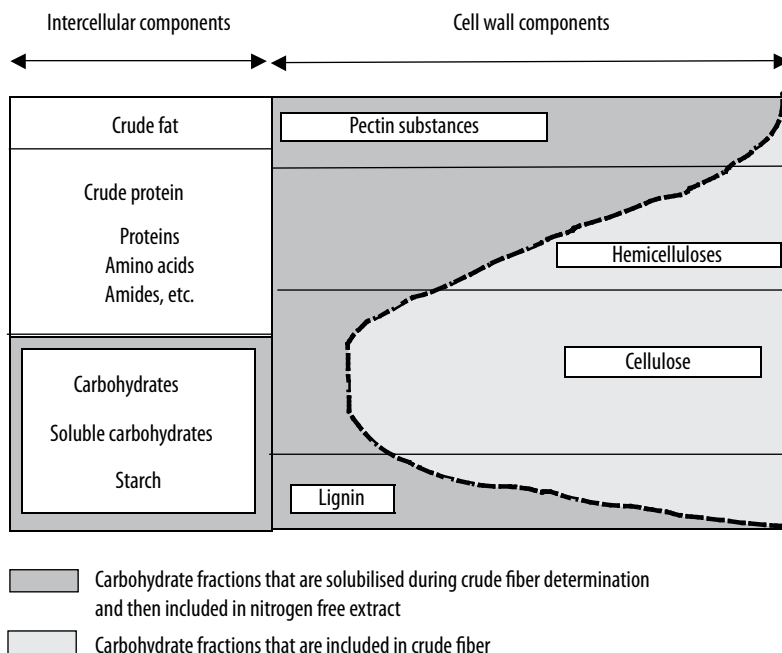 Intercellular components
Cell wall components
Crude fat
Crude protein
Proteins
Amino acids
Amides, etc.
Carbohydrates
Soluble carbohydrates
Starch
Pectin substances
Hemicelluloses
Cellulose
Lignin
Carbohydrate fractions that are solubilised during crude fiber determination
and then included in nitrogen free extract
Carbohydrate fractions that are included in crude fiber